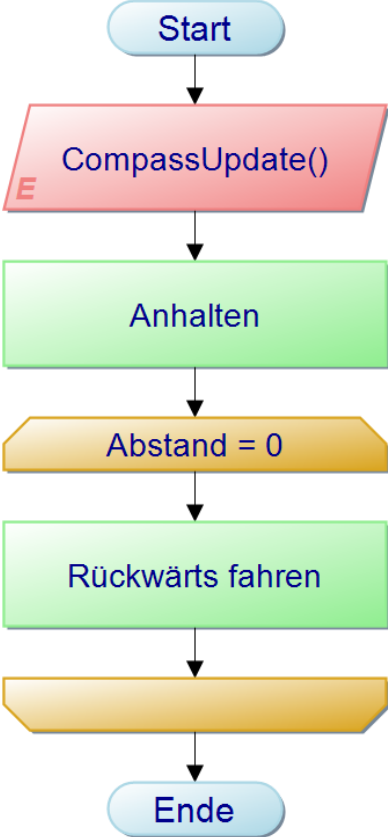 Start
CompassUpdate()
E
Anhalten
Abstand = 0
Rückwärts fahren
Ende